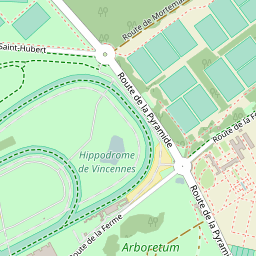 Route de Mortema
Saint-Hubert
Route de la Pyramide
Route de la Fe
Hippodrome
de Vincennes
Route de la Ferme
Route de la Pyramide
Arboretum